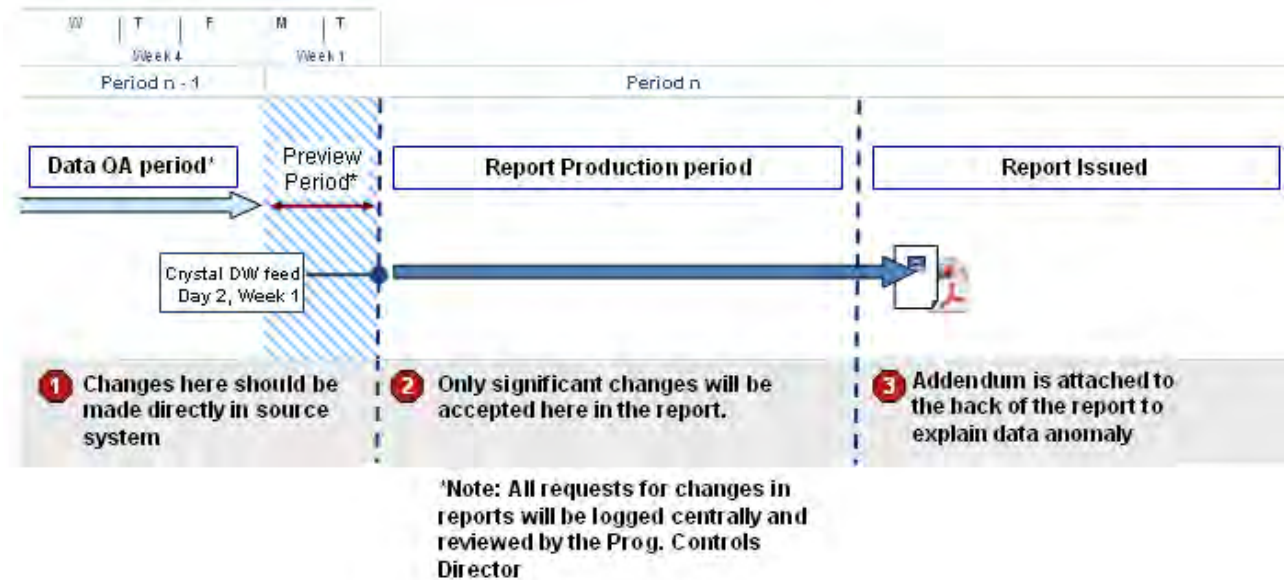 W T F M T
Week 4 Week 1
Period n - 1 Period n
Data QA period* Preview Period* Report Production period Report Issued
Crystal DW feed
Day 2, Week 1
1 Changes here should be
made directly in source
system
2 Only significant changes will be
accepted here in the report.
3 Addendum is attached to
the back of the report to
explain data anomaly
*Note: All requests for changes in
reports will be logged centrally and
reviewed by the Prog. Controls
Director